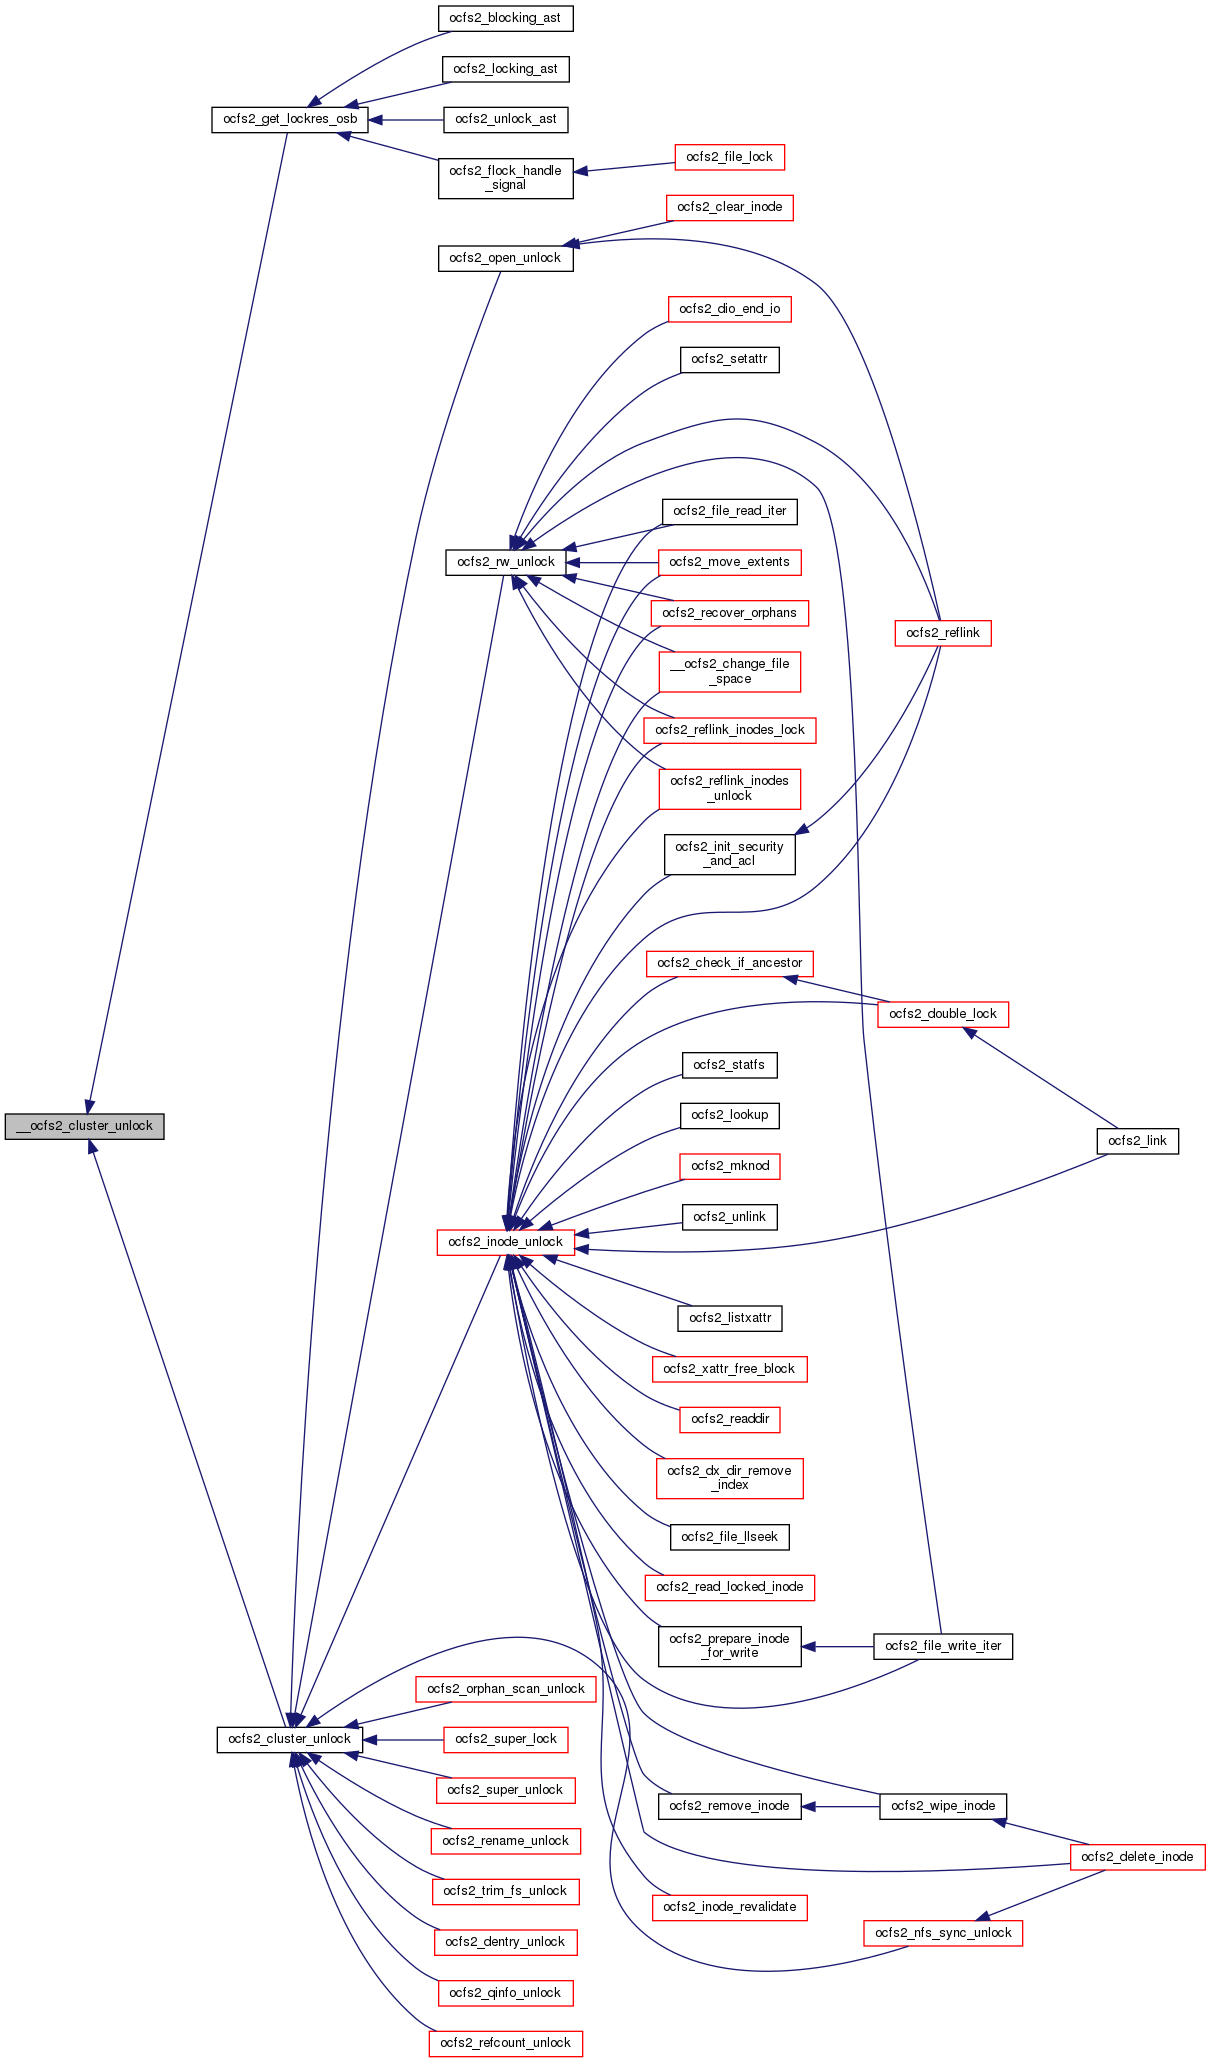 ocfs2_blocking_ast
ocfs2_locking_ast
ocfs2_get_lockres_osb
ocfs2_unlock_ast
ocfs2_flock_handle
_signal
ocfs2_file_lock
ocfs2_clear_inode
ocfs2_open_unlock
ocfs2_dio_end_io
ocfs2_setattr
ocfs2_file_read_iter
ocfs2_rw_unlock
ocfs2_move_extents
ocfs2_recover_orphans
ocfs2_reflink
__ocfs2_change_file
_space
ocfs2_reflink_inodes_lock
ocfs2_reflink_inodes
_unlock
ocfs2_init_security
_and_acl
ocfs2_check_if_ancestor
ocfs2_double_lock
ocfs2_statfs
ocfs2_lookup
__ocfs2_cluster_unlock
ocfs2_link
ocfs2_mknod
ocfs2_unlink
ocfs2_inode_unlock
ocfs2_listxattr
ocfs2_xattr_free_block
ocfs2_readdir
ocfs2_dx_dir_remove
_index
ocfs2_file_llseek
ocfs2_read_locked_inode
ocfs2_prepare_inode
_for_write
ocfs2_file_write_iter
ocfs2_orphan_scan_unlock
ocfs2_cluster_unlock
ocfs2_super_lock
ocfs2_super_unlock
ocfs2_remove_inode
ocfs2_wipe_inode
ocfs2_rename_unlock
ocfs2_delete_inode
ocfs2_trim_fs_unlock
ocfs2_inode_revalidate
ocfs2_nfs_sync_unlock
ocfs2_dentry_unlock
ocfs2_qinfo_unlock
ocfs2_refcount_unlock